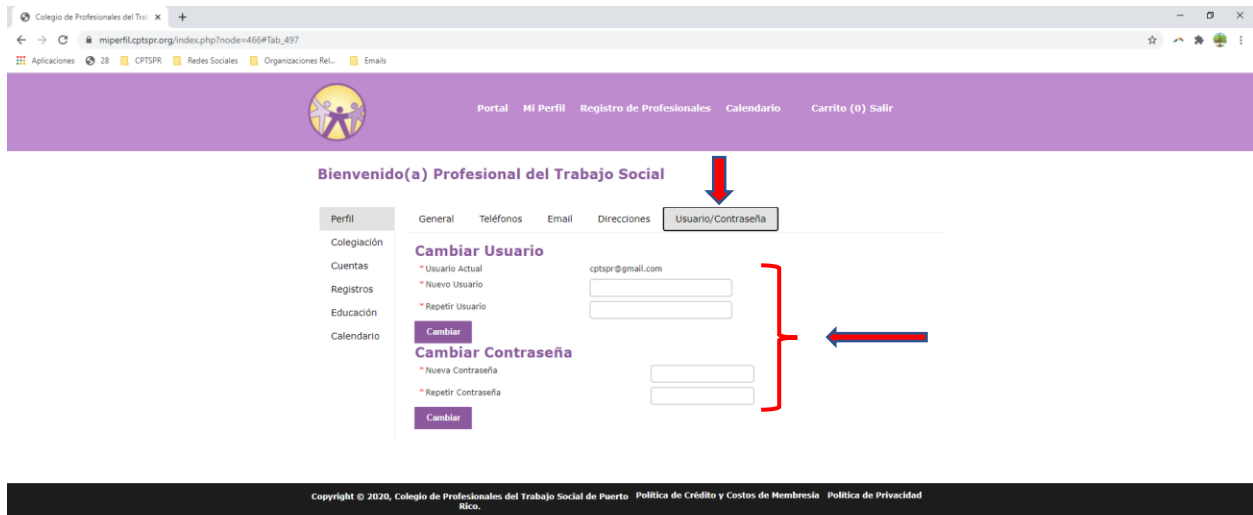 Colegio de Profesionales del Tral
miperfil.cptspr.org/index.php?node=466#Tab_497
Aplicaciones 28 CPTSPR Redes Sociales Organizaciones Rel... Emails
Portal Mi Perfil Registro de Profesionales Calendario Carrito (0) Salir
Bienvenido(a) Profesional del Trabajo Social
Perfil General Teléfonos Email Direcciones Usuario/Contraseña
Colegiación
Cuentas
Registros
Educación
Calendario
Cambiar Usuario
* Usuario Actual cptspr@gmail.com
* Nuevo Usuario
* Repetir Usuario
Cambiar
Cambiar Contraseña
* Nueva Contraseña
* Repetir Contraseña
Cambiar
Copyright © 2020, Colegio de Profesionales del Trabajo Social de Puerto Rico. Política de Crédito y Costos de Membresía Política de Privacidad